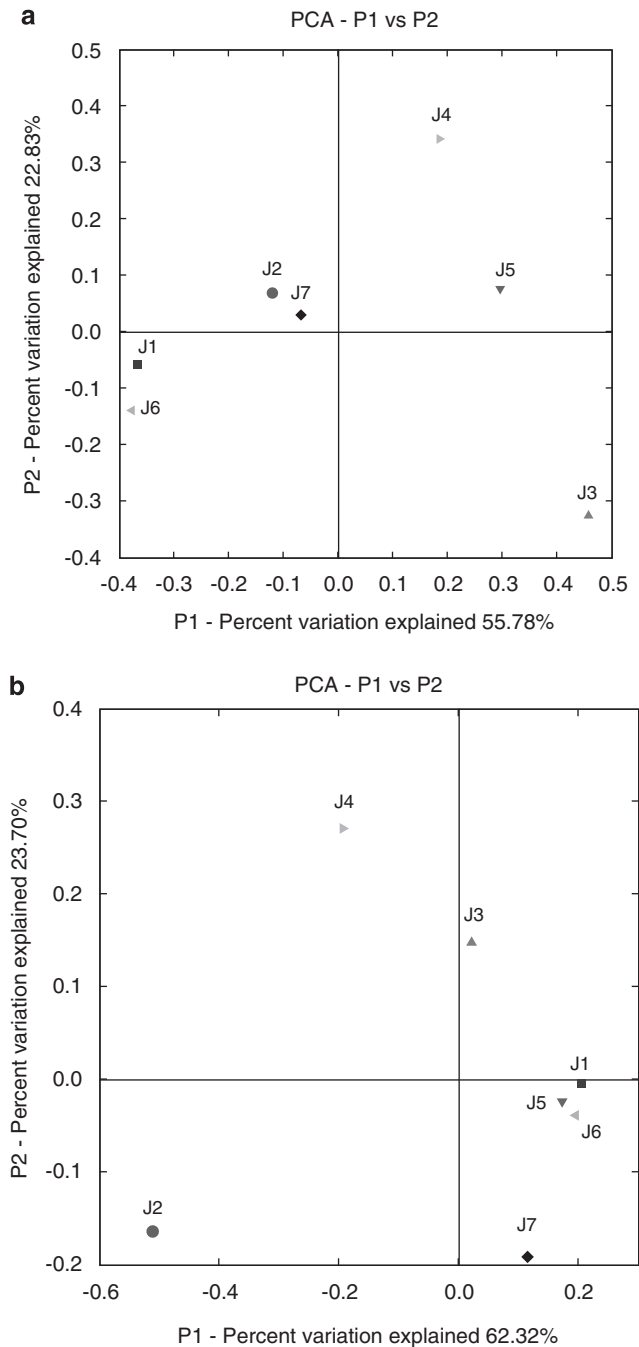 a
PCA - P1 vs P2
0.5
0.4
0.3
0.2
0.1
0.0
-0.1
-0.2
-0.3
-0.4
P2 - Percent variation explained 22.83%
J4
J5
J2
J7
J1
J6
J3
-0.4 -0.3 -0.2 -0.1 0.0 0.1 0.2 0.3 0.4 0.5
P1 - Percent variation explained 55.78%
b
PCA - P1 vs P2
0.4
0.3
0.2
0.1
0.0
-0.1
-0.2
P2 - Percent variation explained 23.70%
J4
J3
J1
J5
J6
J2
J7
-0.6 -0.4 -0.2 0.0 0.2
P1 - Percent variation explained 62.32%